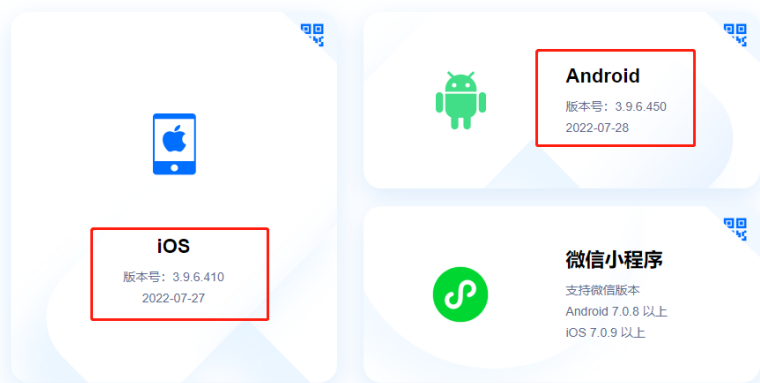 iOS
版本号：3.9.6.410
2022-07-27
Android
版本号：3.9.6.450
2022-07-28
微信小程序
支持微信版本
Android 7.0.8 以上
iOS 7.0.9 以上